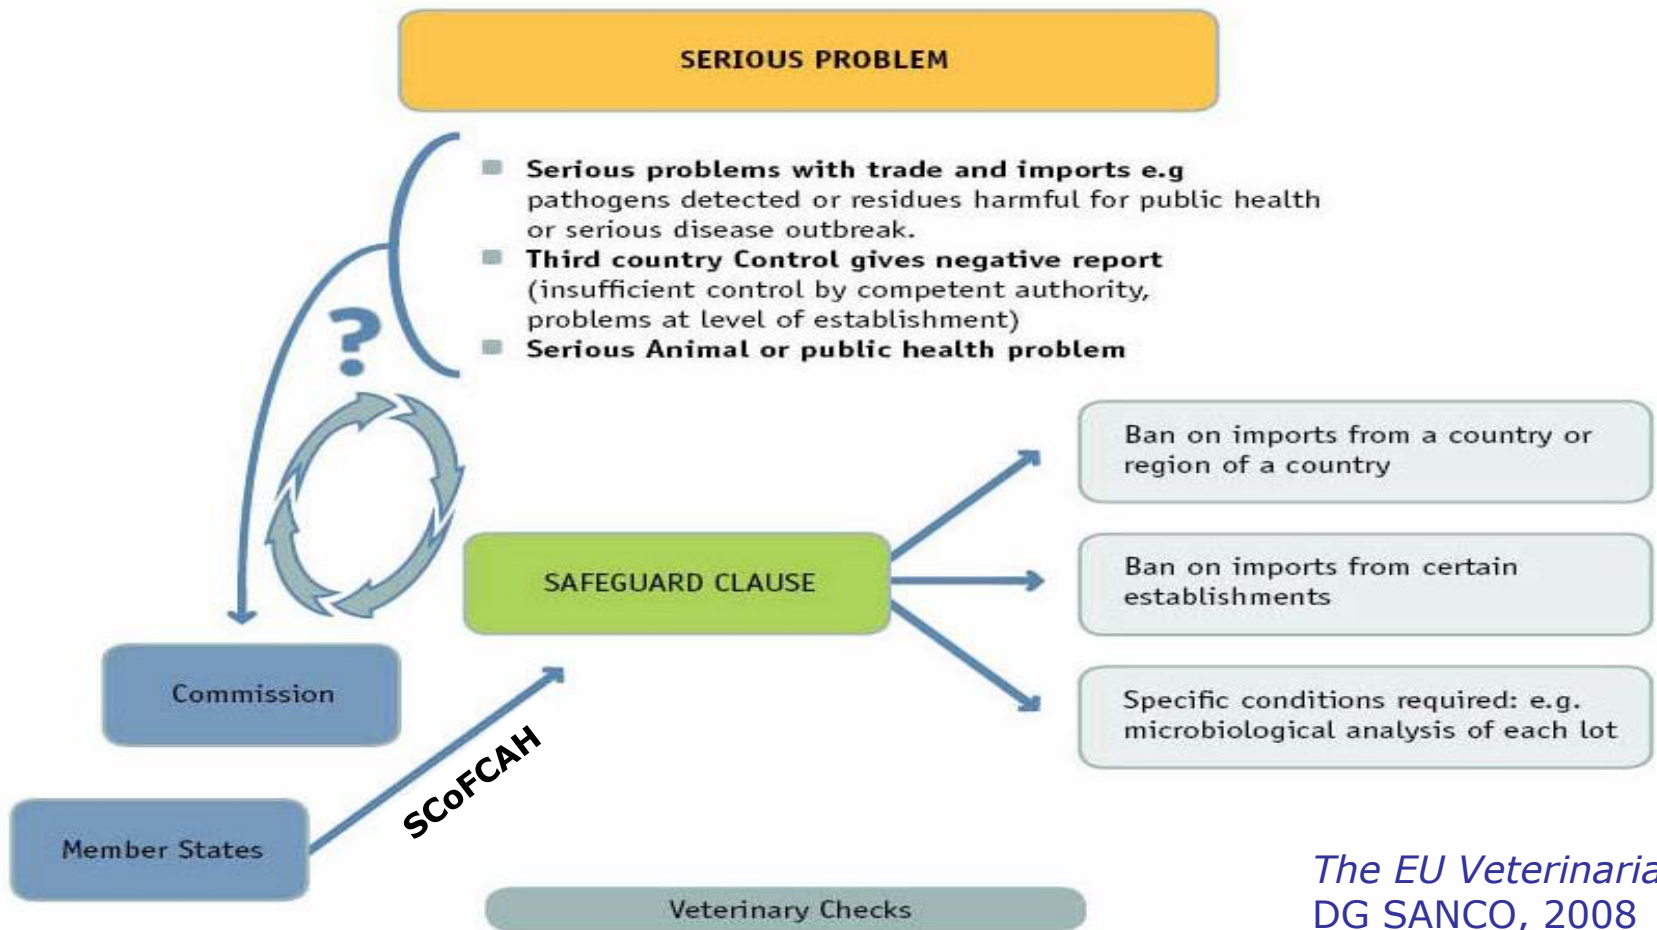 SERIOUS PROBLEM
Serious problems with trade and imports e.g
pathogens detected or residues harmful for public health
or serious disease outbreak.
Third country Control gives negative report
(insufficient control by competent authority,
problems at level of establishment)
Serious Animal or public health problem
?
Ban on imports from a country or
region of a country
SAFEGUARD CLAUSE
Ban on imports from certain
establishments
Commission
Specific conditions required: e.g.
microbiological analysis of each lot
SCoFCAH
Member States
Veterinary Checks
The EU Veterinaria
DG SANCO, 2008